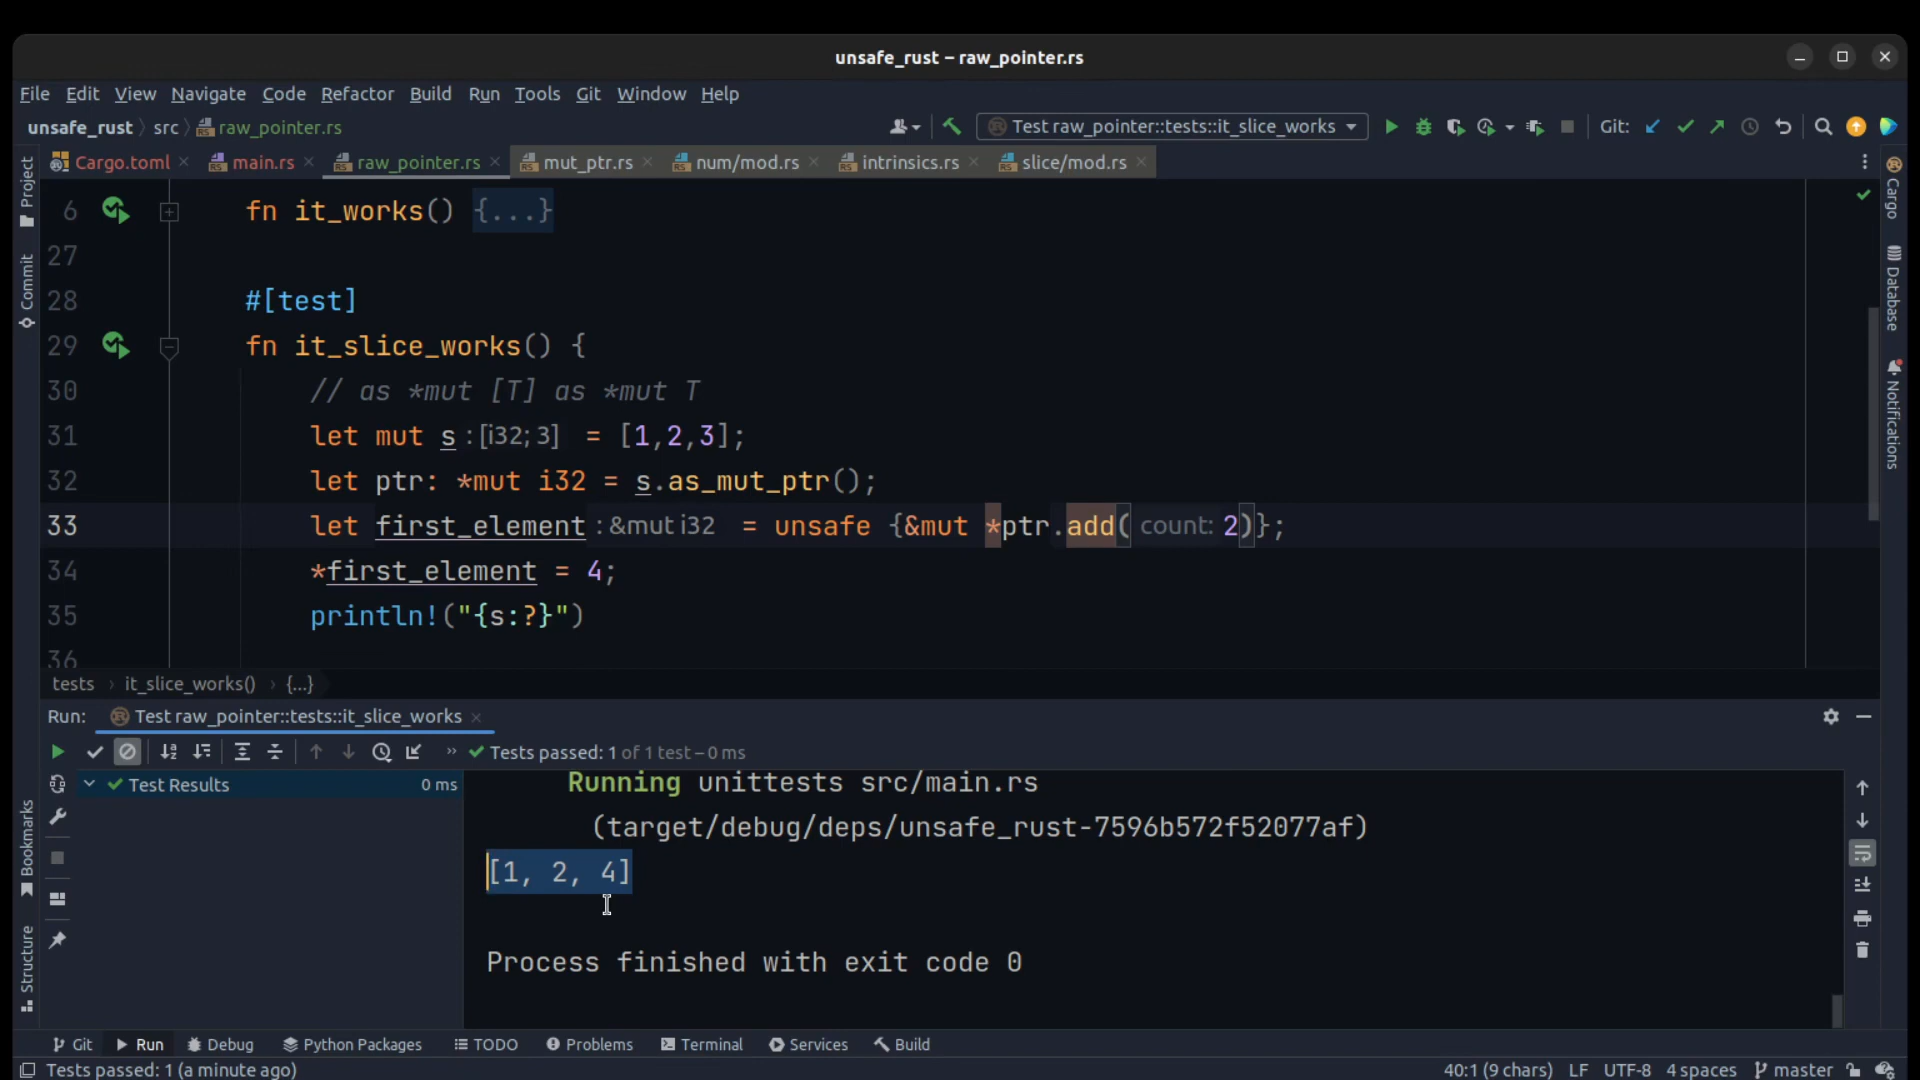 unsafe_rust – raw_pointer.rs
File Edit View Navigate Code Refactor Build Run Tools Git Window Help
unsafe_rust src raw_pointer.rs Test raw_pointer::tests::it_slice_works Git:
Cargo.toml main.rs raw_pointer.rs mut_ptr.rs num/mod.rs intrinsics.rs slice/mod.rs
Project
Commit
Bookmarks
Structure
Cargo
Database
Notifications
6 fn it_works() {...}
27
28 #[test]
29 fn it_slice_works() {
30 // as *mut [T] as *mut T
31 let mut s : [i32; 3] = [1,2,3];
32 let ptr: *mut i32 = s.as_mut_ptr();
33 let first_element : &mut i32 = unsafe {&mut *ptr.add( count: 2)};
34 *first_element = 4;
35 println!("{s:?}")
36
tests it_slice_works() {...}
Run: Test raw_pointer::tests::it_slice_works
» Tests passed: 1 of 1 test – 0 ms
Test Results 0 ms
Running unittests src/main.rs
(target/debug/deps/unsafe_rust-7596b572f52077af)
[1, 2, 4]
Process finished with exit code 0
Git Run Debug Python Packages TODO Problems Terminal Services Build
Tests passed: 1 (a minute ago) 40:1 (9 chars) LF UTF-8 4 spaces master